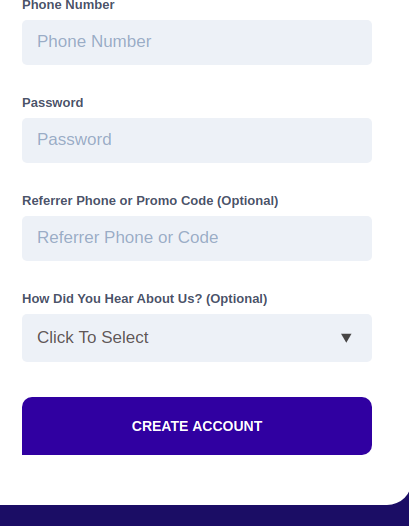 Phone Number
Phone Number
Password
Password
Referrer Phone or Promo Code (Optional)
Referrer Phone or Code
How Did You Hear About Us? (Optional)
Click To Select
CREATE ACCOUNT